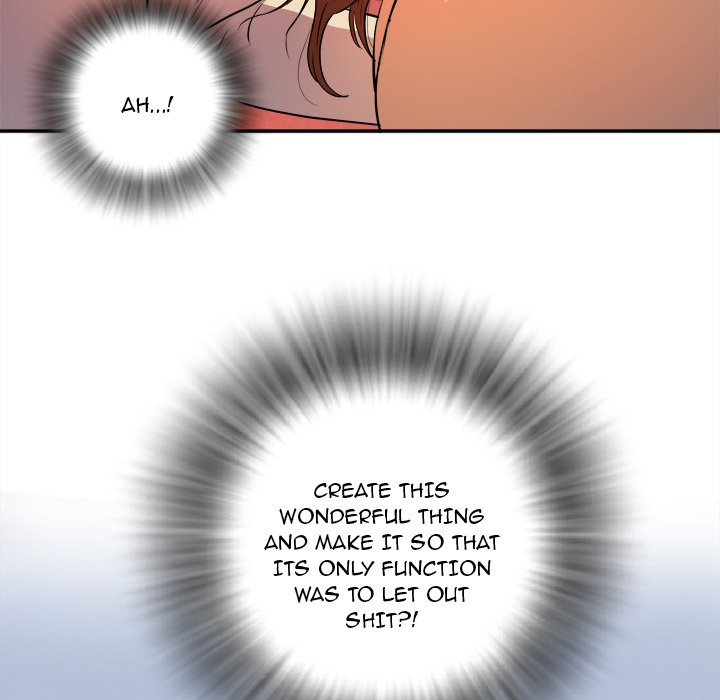 AH...!
CREATE THIS
WONDERFUL THING
AND MAKE IT SO THAT
ITS ONLY FUNCTION
WAS TO LET OUT
SHIT?!